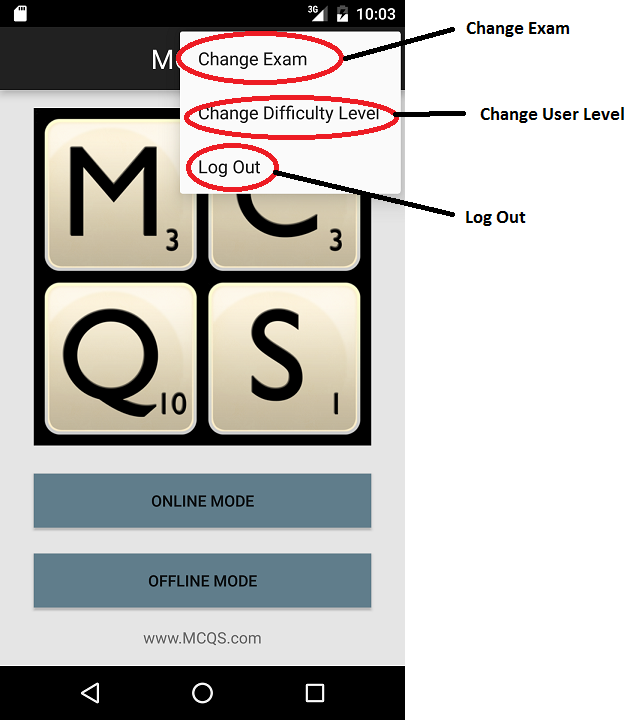 3G 10:03
M
Change Exam
Change Exam
Change Difficulty Level
Change User Level
Log Out
Log Out
M 3 C 3
Q 10 S 1
ONLINE MODE
OFFLINE MODE
www.MCQS.com